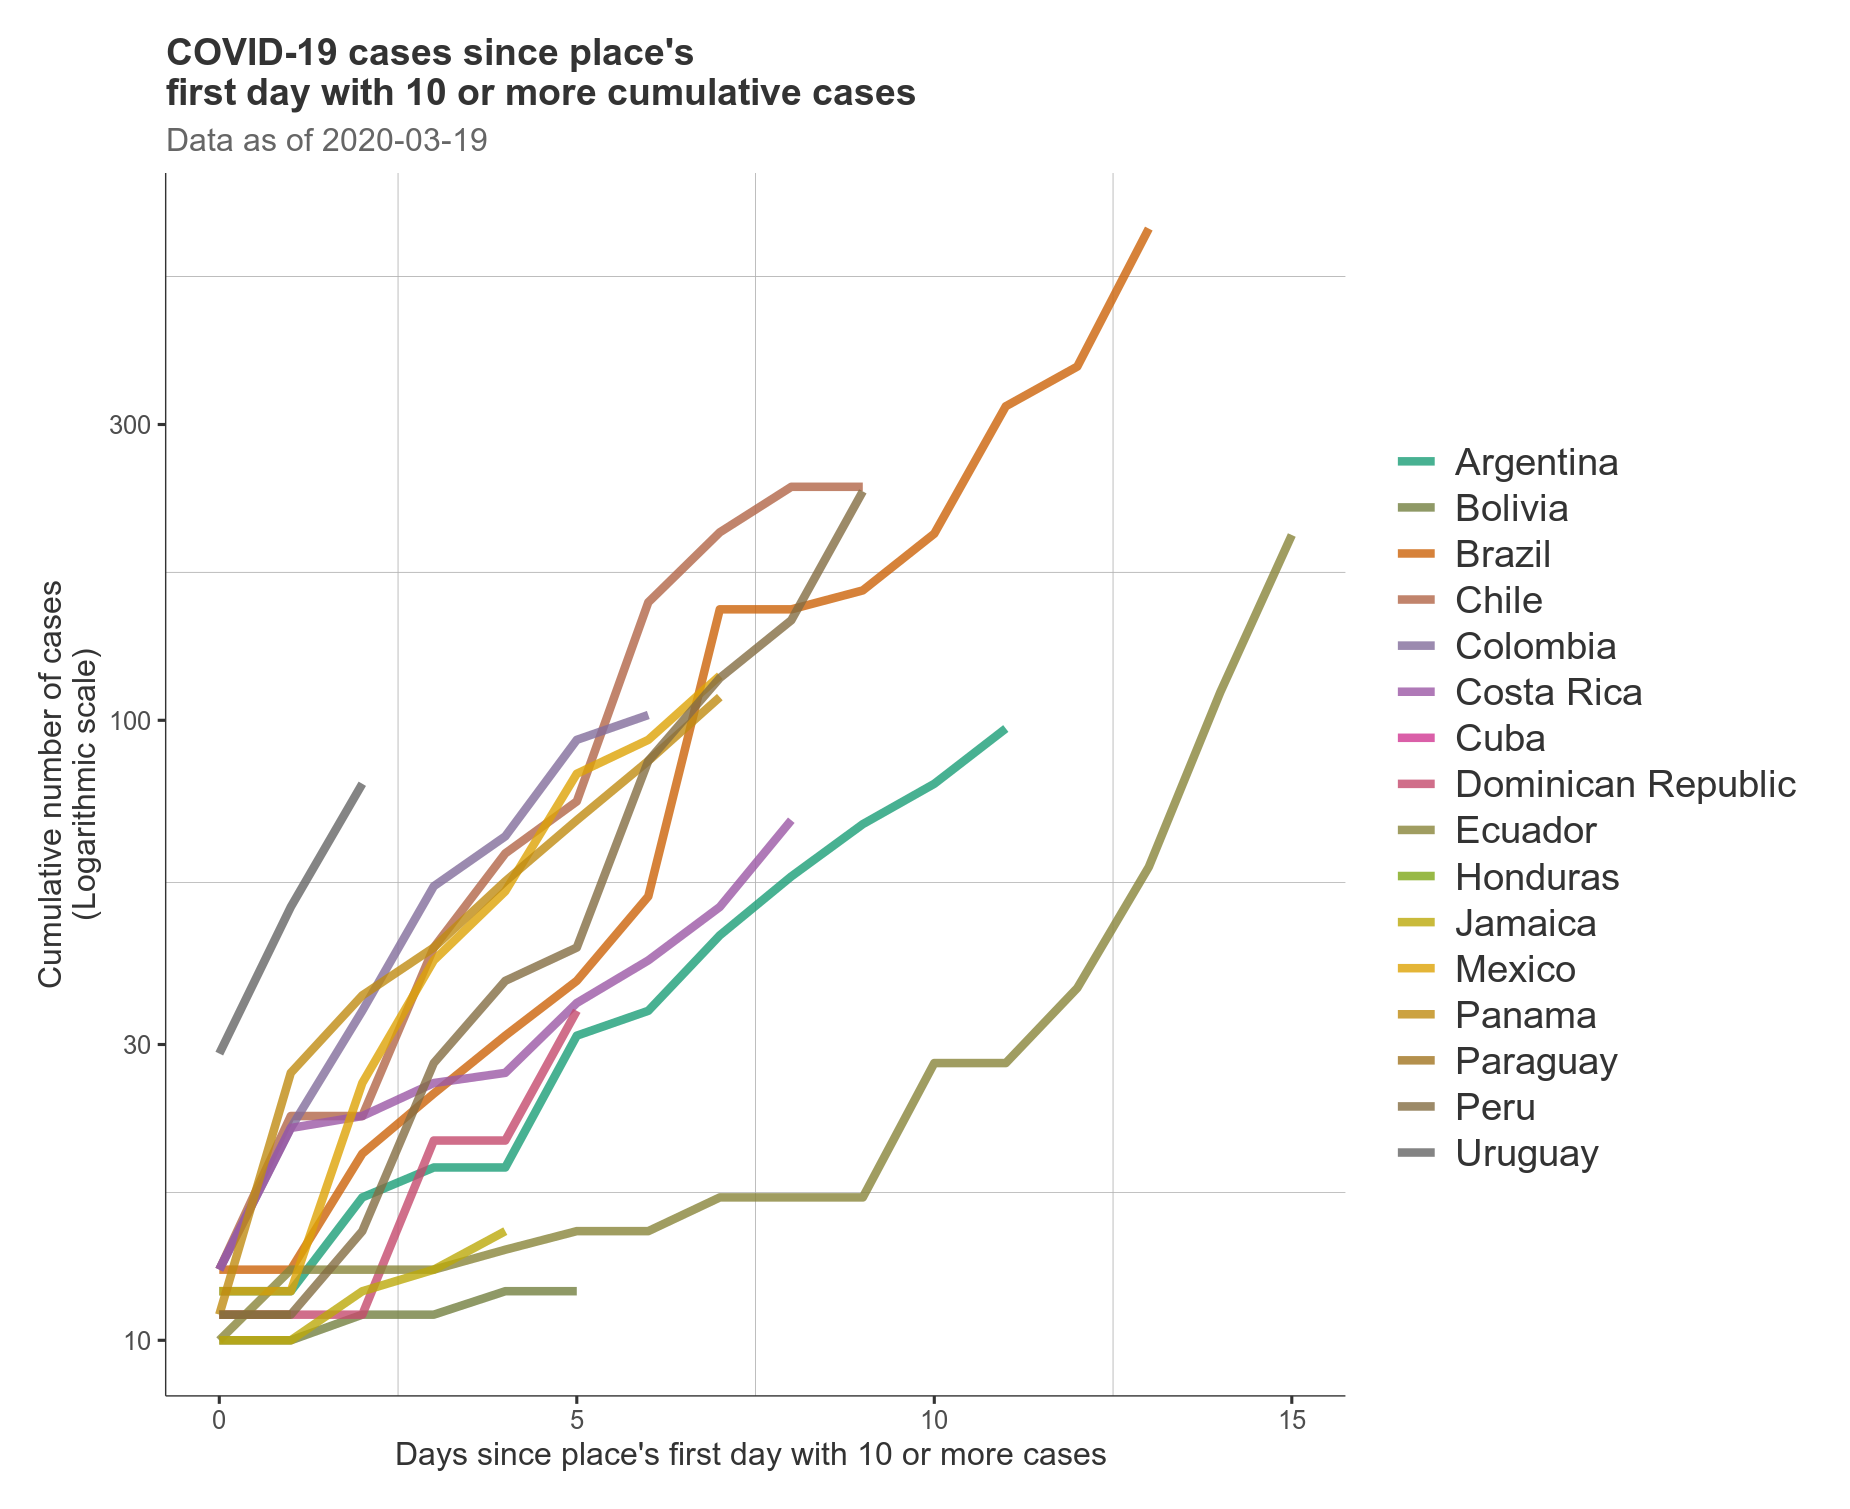 COVID-19 cases since place's
first day with 10 or more cumulative cases
Data as of 2020-03-19
Cumulative number of cases
(Logarithmic scale)
300
100
30
10
0
5
10
15
Days since place's first day with 10 or more cases
Argentina
Bolivia
Brazil
Chile
Colombia
Costa Rica
Cuba
Dominican Republic
Ecuador
Honduras
Jamaica
Mexico
Panama
Paraguay
Peru
Uruguay